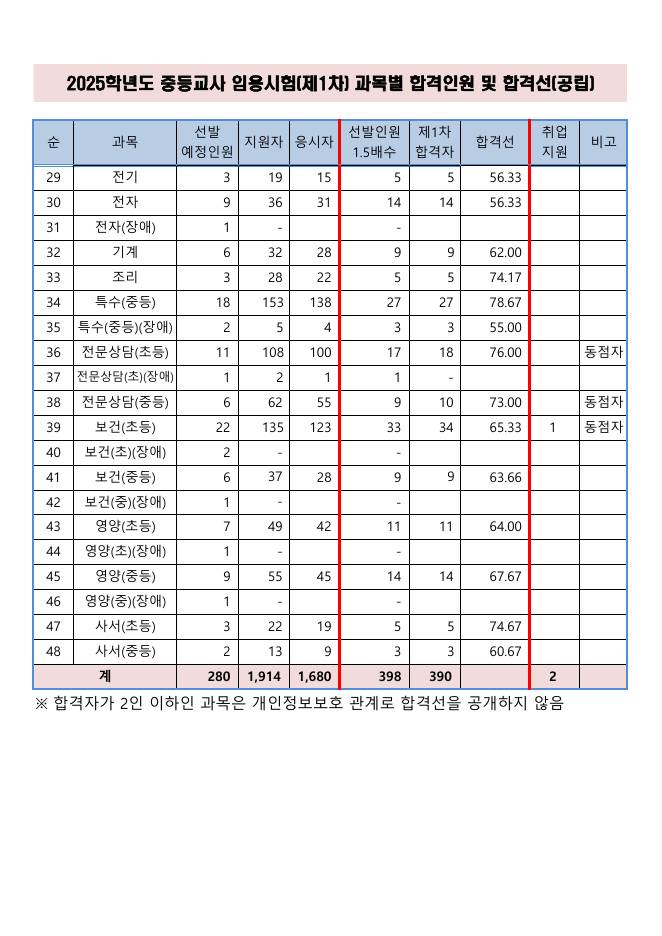 2025학년도 중등교사 임용시험(제1차) 과목별 합격인원 및 합격선(공립)
순 과목 선발 예정인원 지원자 응시자 선발인원 1.5배수 제1차 합격자 합격선 취업 지원 비고
29 전기 3 19 15 5 5 56.33
30 전자 9 36 31 14 14 56.33
31 전자(장애) 1 - -
32 기계 6 32 28 9 9 62.00
33 조리 3 28 22 5 5 74.17
34 특수(중등) 18 153 138 27 27 78.67
35 특수(중등)(장애) 2 5 4 3 3 55.00
36 전문상담(초등) 11 108 100 17 18 76.00 동점자
37 전문상담(초)(장애) 1 2 1 1 -
38 전문상담(중등) 6 62 55 9 10 73.00 동점자
39 보건(초등) 22 135 123 33 34 65.33 1 동점자
40 보건(초)(장애) 2 - -
41 보건(중등) 6 37 28 9 9 63.66
42 보건(중)(장애) 1 - -
43 영양(초등) 7 49 42 11 11 64.00
44 영양(초)(장애) 1 - -
45 영양(중등) 9 55 45 14 14 67.67
46 영양(중)(장애) 1 - -
47 사서(초등) 3 22 19 5 5 74.67
48 사서(중등) 2 13 9 3 3 60.67
계 280 1,914 1,680 398 390 2
※ 합격자가 2인 이하인 과목은 개인정보보호 관계로 합격선을 공개하지 않음